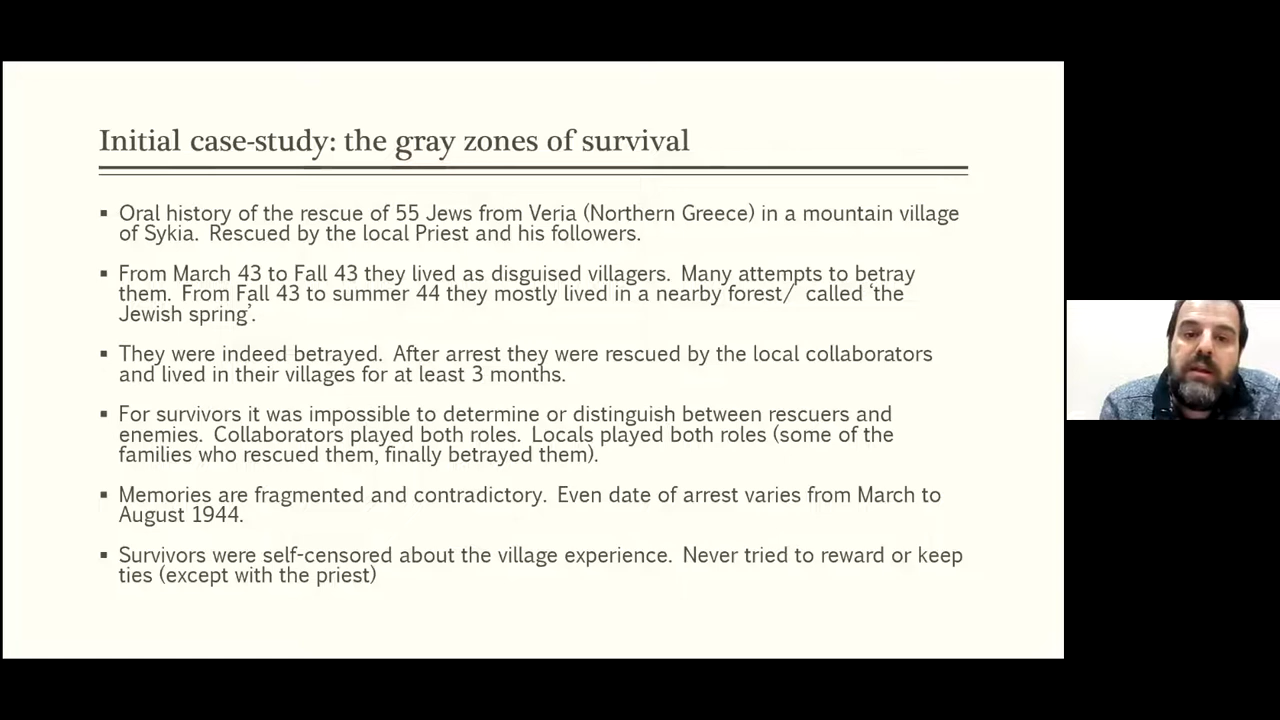 Initial case-study: the gray zones of survival
▪ Oral history of the rescue of 55 Jews from Veria (Northern Greece) in a mountain village
of Sykia. Rescued by the local Priest and his followers.
▪ From March 43 to Fall 43 they lived as disguised villagers. Many attempts to betray
them. From Fall 43 to summer 44 they mostly lived in a nearby forest/ called ‘the
Jewish spring’.
▪ They were indeed betrayed. After arrest they were rescued by the local collaborators
and lived in their villages for at least 3 months.
▪ For survivors it was impossible to determine or distinguish between rescuers and
enemies. Collaborators played both roles. Locals played both roles (some of the
families who rescued them, finally betrayed them).
▪ Memories are fragmented and contradictory. Even date of arrest varies from March to
August 1944.
▪ Survivors were self-censored about the village experience. Never tried to reward or keep
ties (except with the priest)